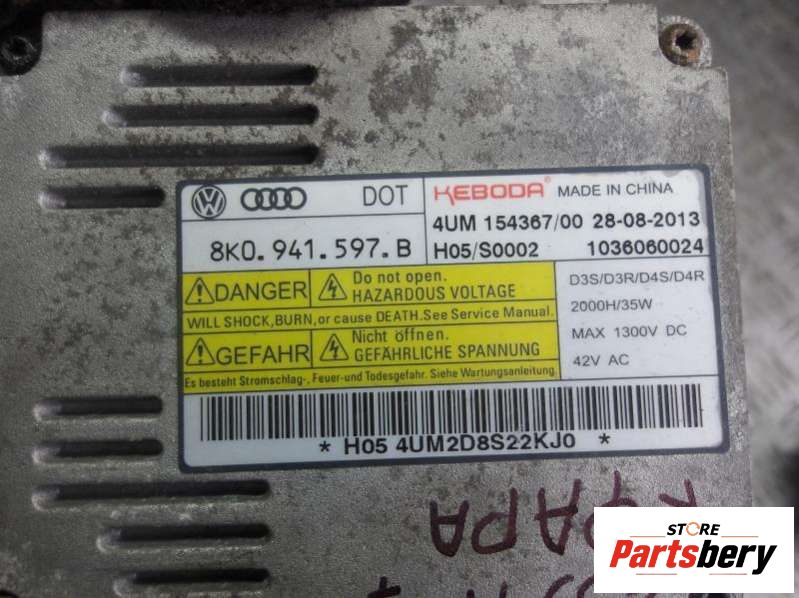 DOT
KEBODA® MADE IN CHINA
8K0.941.597.B
4UM 154367/00 28-08-2013
H05/S0002 1036060024
DANGER
Do not open.
HAZARDOUS VOLTAGE
WILL SHOCK,BURN,or cause DEATH.See Service Manual.
GEFAHR
Nicht öffnen.
GEFÄHRLICHE SPANNUNG
Es besteht Stromschlag-, Feuer-und Todesgefahr. Siehe Wartungsanleitung.
D3S/D3R/D4S/D4R
2000H/35W
MAX 1300V DC
42V AC
* H05 4UM2D8S22KJ0 *
STORE
Partsbery